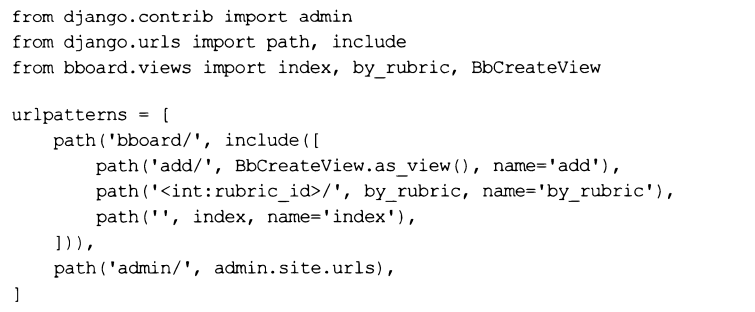 from django.contrib import admin
from django.urls import path, include
from bboard.views import index, by_rubric, BbCreateView

urlpatterns = [
    path('bboard/', include([
        path('add/', BbCreateView.as_view(), name='add'),
        path('<int:rubric_id>/', by_rubric, name='by_rubric'),
        path('', index, name='index'),
    ])),
    path('admin/', admin.site.urls),
]